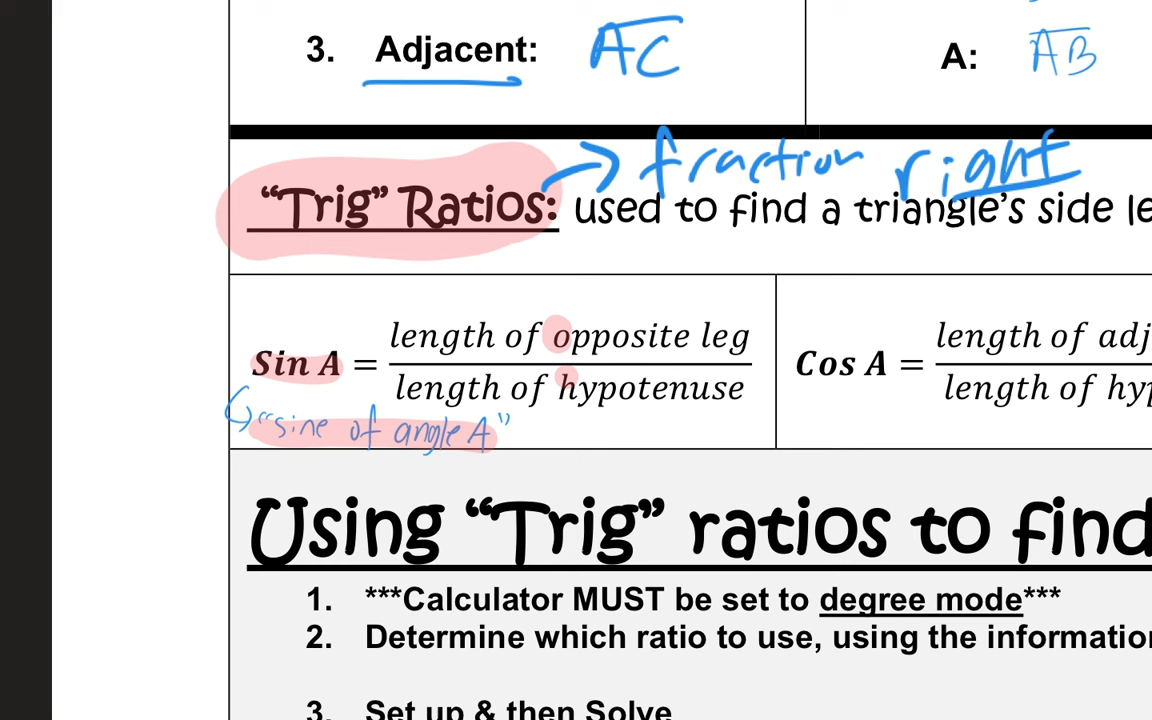 3. Adjacent: AC
A: AB
→ fraction right
“Trig” Ratios: used to find a triangle’s side le
Sin A = length of opposite leg / length of hypotenuse
Cos A = length of adj / length of hyp
↳ “sine of angle A”
Using “Trig” ratios to find
1. ***Calculator MUST be set to degree mode***
2. Determine which ratio to use, using the informatio
3. Set up & then Solve